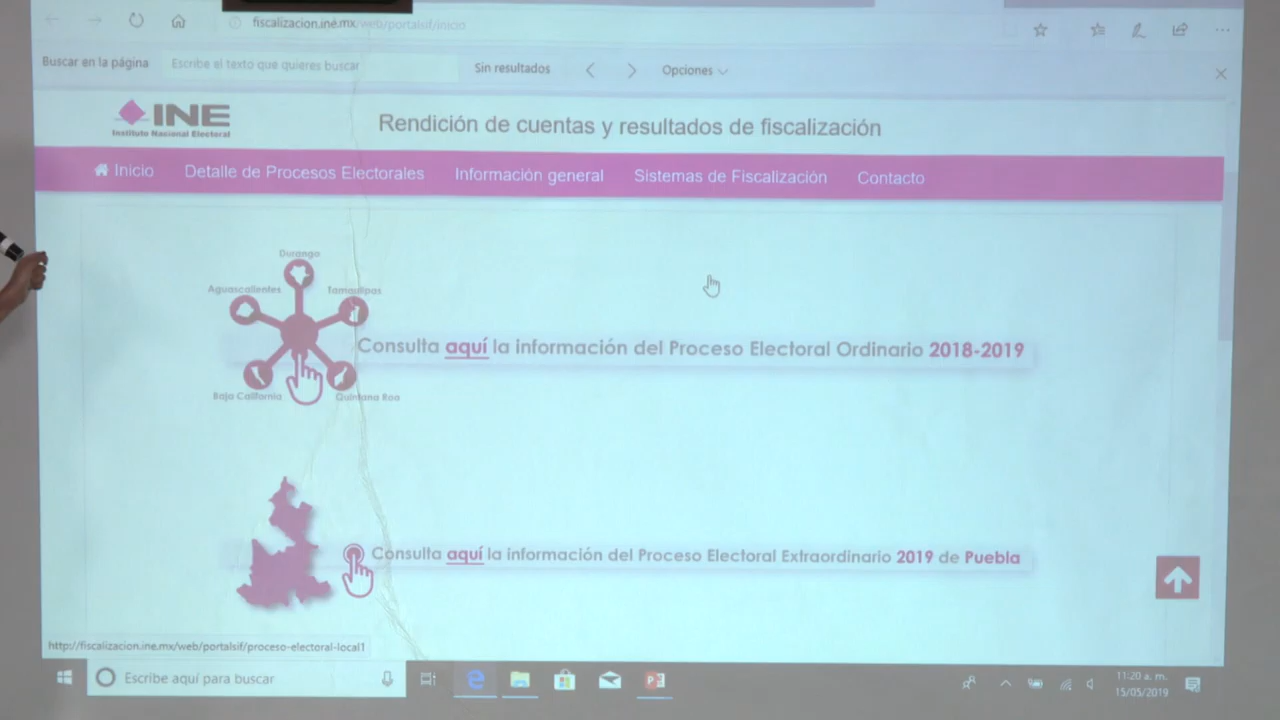 fiscalizacion.ine.mx/web/portalsif/inicio
Buscar en la página Escribe el texto que quieres buscar Sin resultados Opciones
INE
Instituto Nacional Electoral
Rendición de cuentas y resultados de fiscalización
Inicio Detalle de Procesos Electorales Información general Sistemas de Fiscalización Contacto
Durango
Aguascalientes Tamaulipas
Consulta aquí la información del Proceso Electoral Ordinario 2018-2019
Baja California Quintana Roo
Consulta aquí la información del Proceso Electoral Extraordinario 2019 de Puebla
http://fiscalizacion.ine.mx/web/portalsif/proceso-electoral-local1
Escribe aquí para buscar
11:20 a. m.
15/05/2019